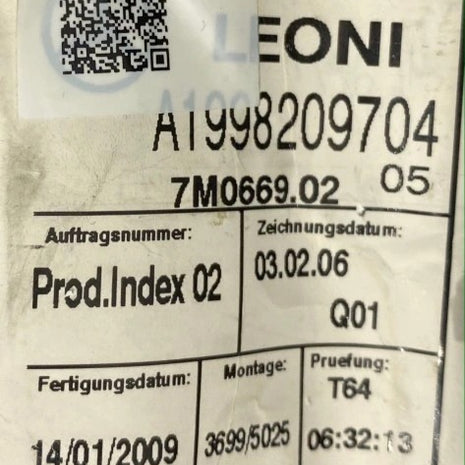 LEONI
A1998209704
7M0669.02 05
Auftragsnummer:
Prod.Index 02
Zeichnungsdatum:
03.02.06
Q01
Fertigungsdatum:
14/01/2009
Montage:
3699/5025
Pruefung:
T64
06:32:13